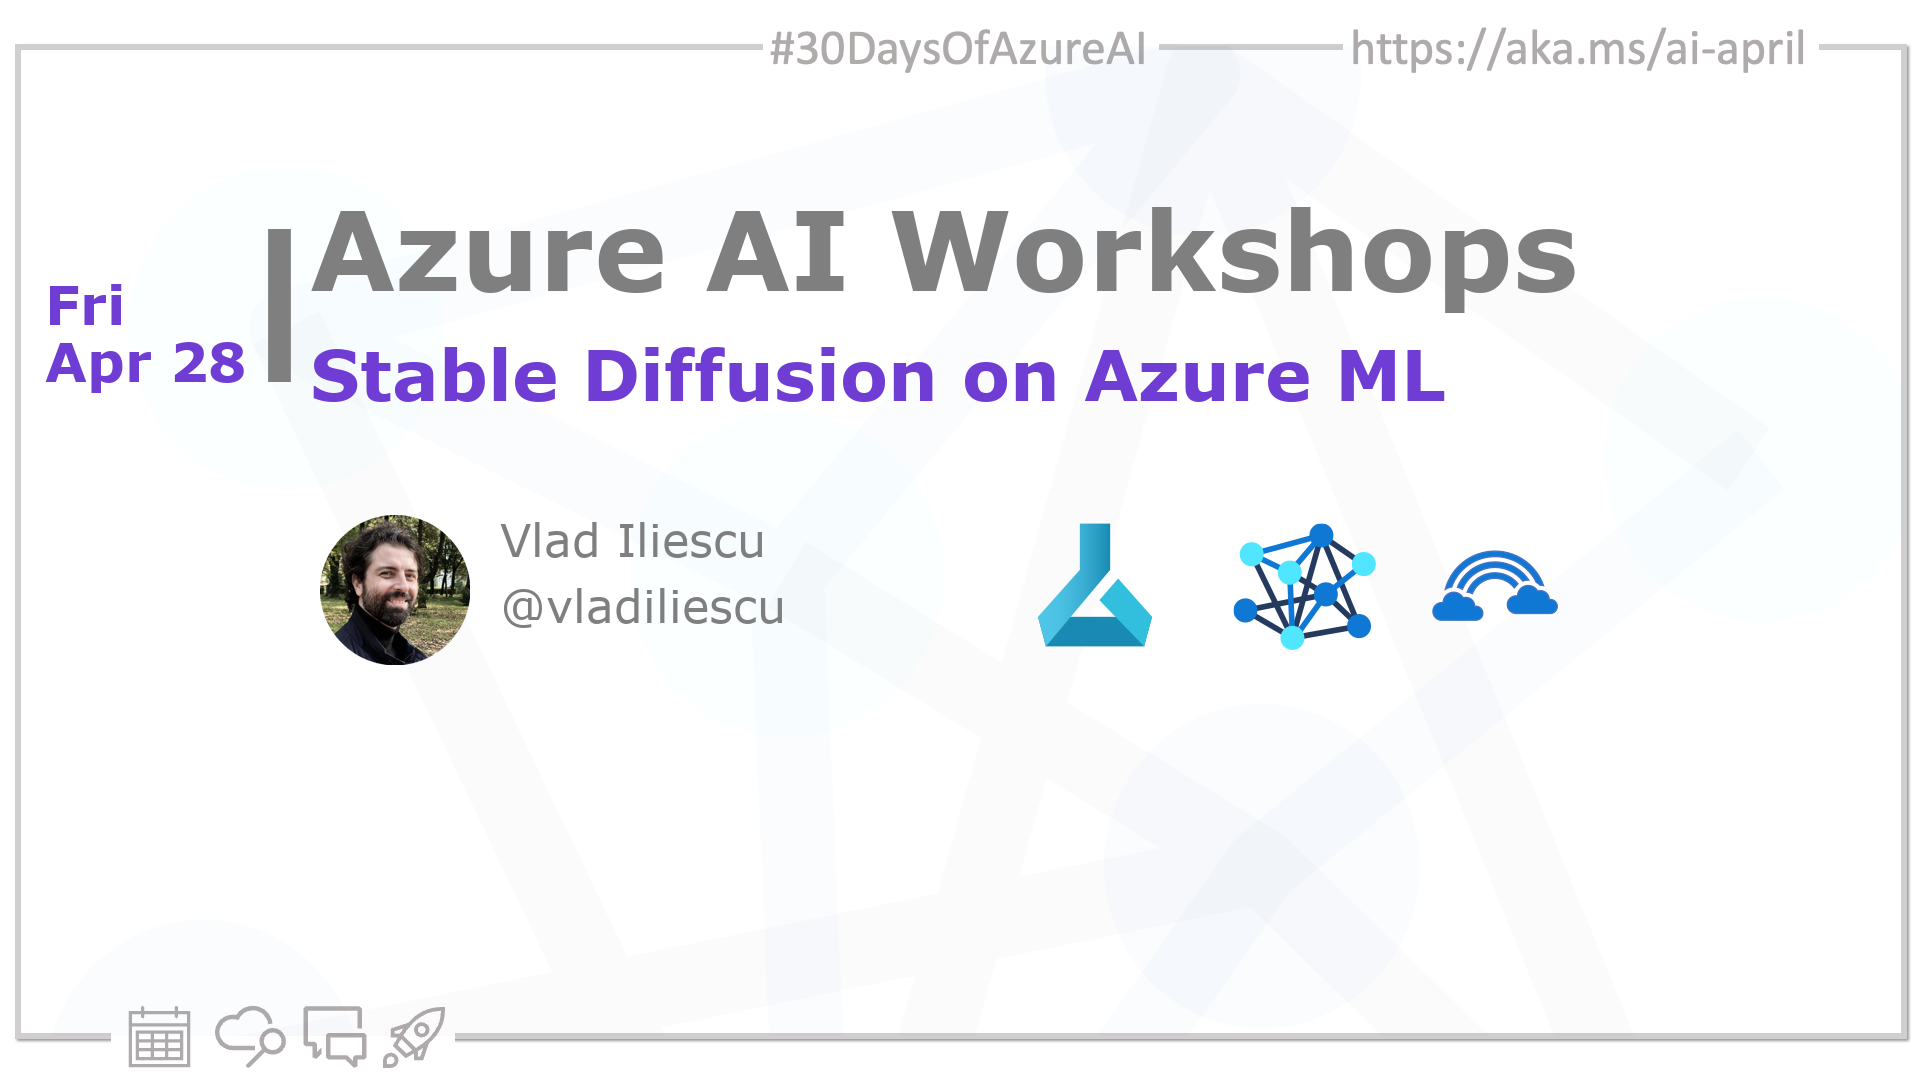 #30DaysOfAzureAI
https://aka.ms/ai-april
Azure AI Workshops
Fri
Apr 28
Stable Diffusion on Azure ML
Vlad Iliescu
@vladiliescu